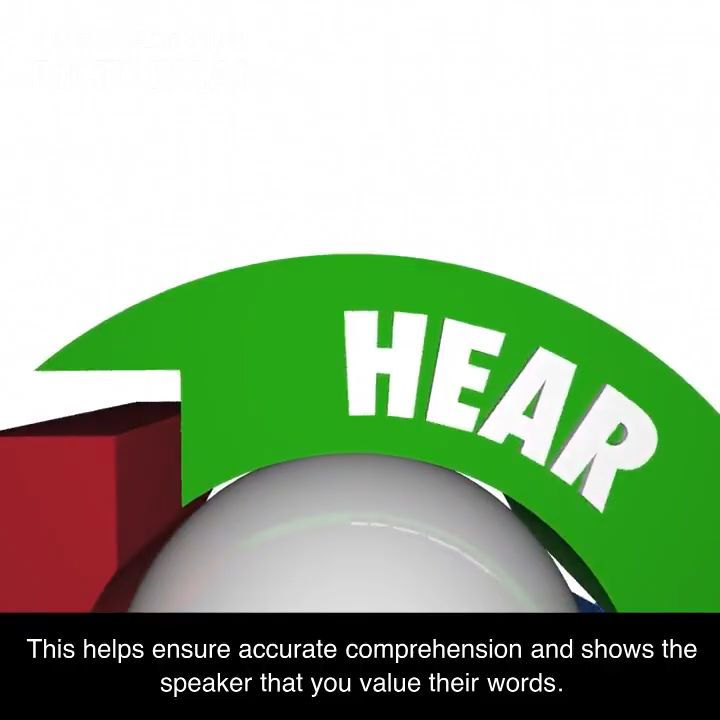 HEAR
This helps ensure accurate comprehension and shows the
speaker that you value their words.